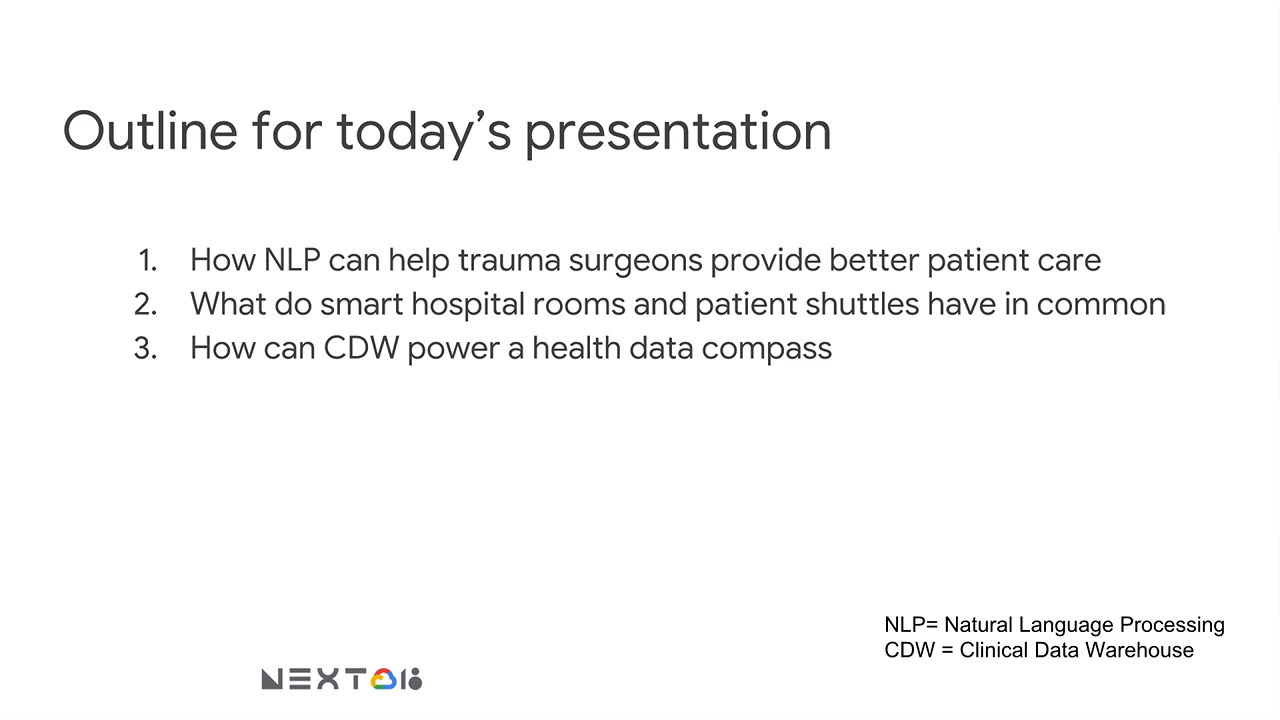 Outline for today’s presentation
1. How NLP can help trauma surgeons provide better patient care
2. What do smart hospital rooms and patient shuttles have in common
3. How can CDW power a health data compass
NLP= Natural Language Processing
CDW = Clinical Data Warehouse
NEXT 18